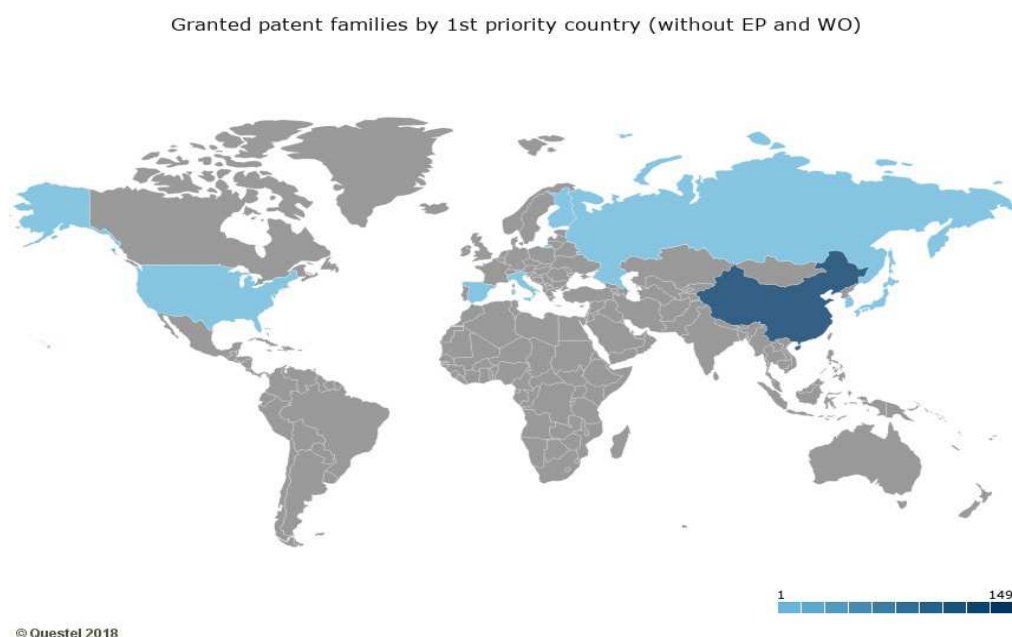 Granted patent families by 1st priority country (without EP and WO)
1 149
© Questel 2018